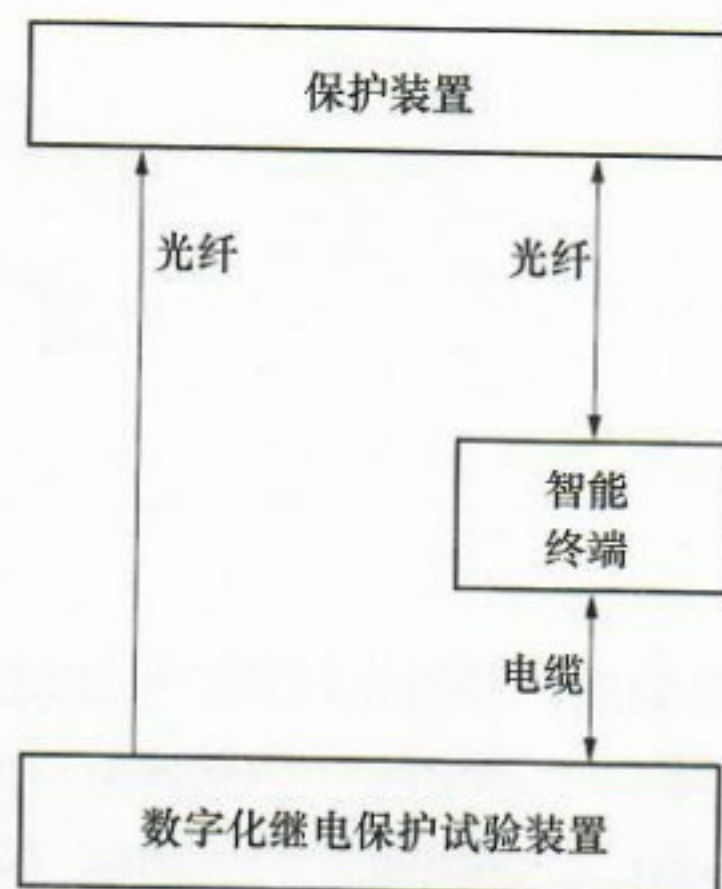 保护装置
光纤
光纤
智能
终端
电缆
数字化继电保护试验装置